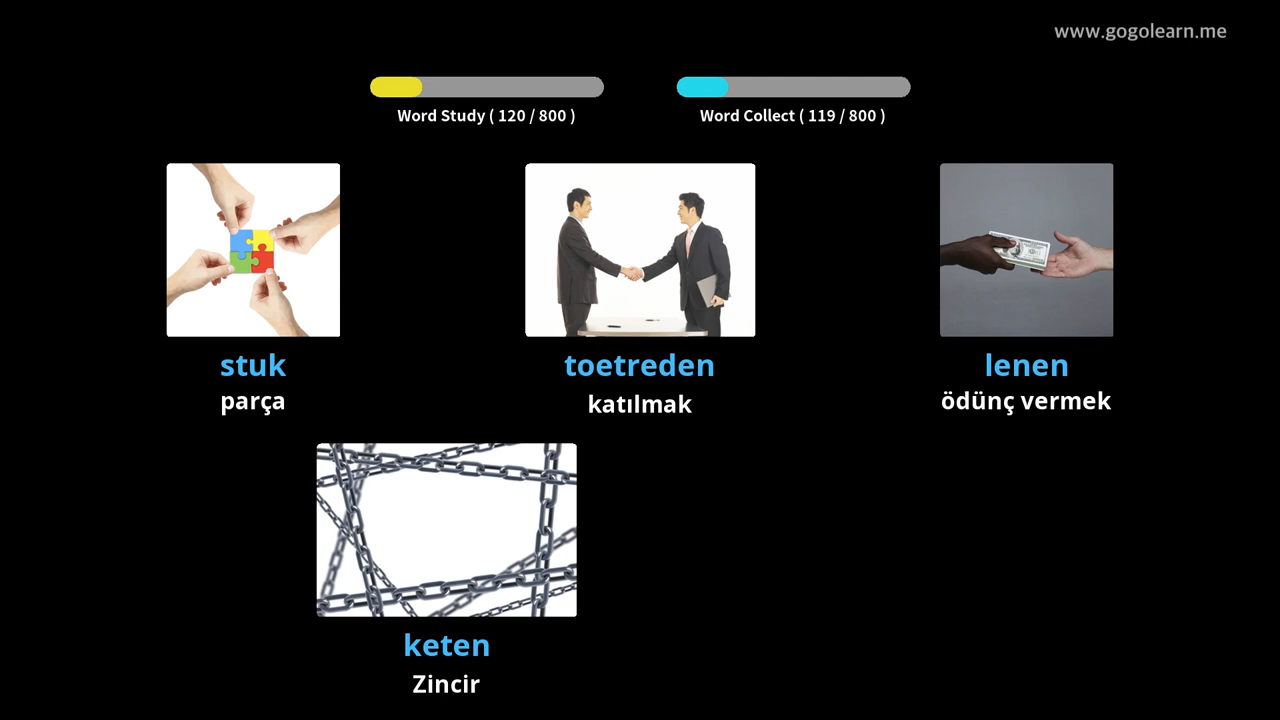 www.gogolearn.me
Word Study ( 120 / 800 )
Word Collect ( 119 / 800 )
stuk
parça
toetreden
katılmak
lenen
ödünç vermek
keten
Zincir